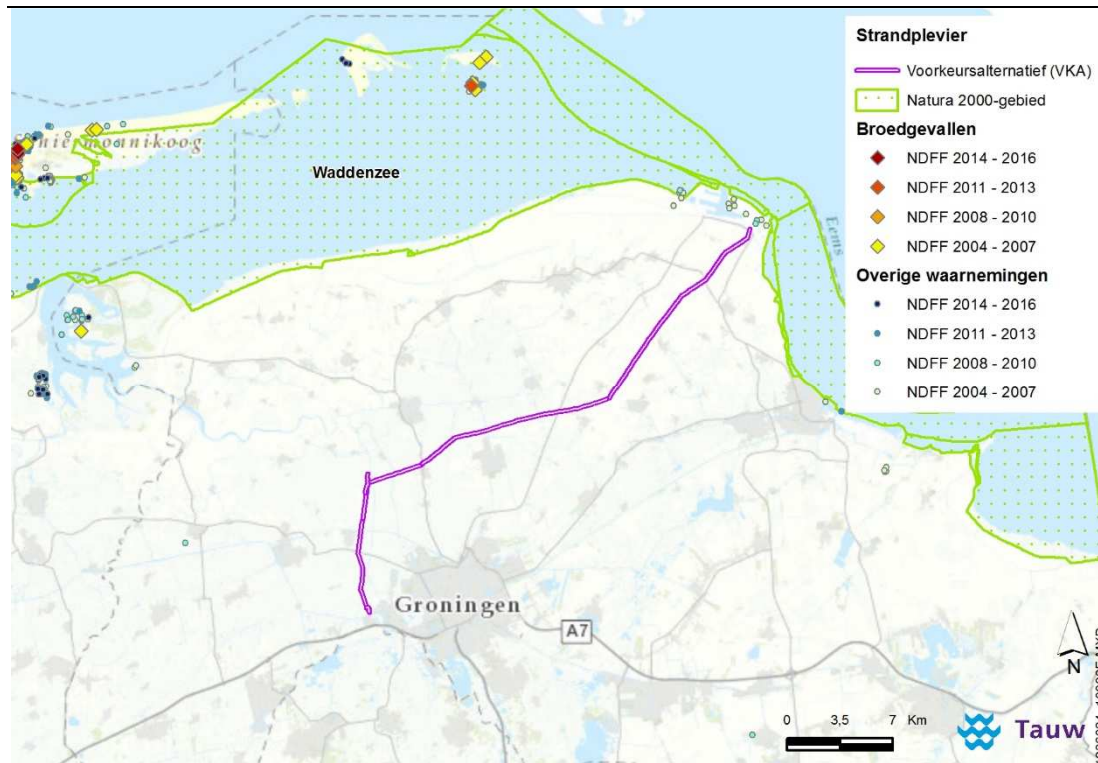 Strandplevier
Voorkeursalternatief (VKA)
Natura 2000-gebied
Broedgevallen
NDFF 2014 - 2016
NDFF 2011 - 2013
NDFF 2008 - 2010
NDFF 2004 - 2007
Overige waarnemingen
NDFF 2014 - 2016
NDFF 2011 - 2013
NDFF 2008 - 2010
NDFF 2004 - 2007
monnikoog
Waddenzee
Eems
Groningen
A7
N
0 3,5 7 Km
Tauw